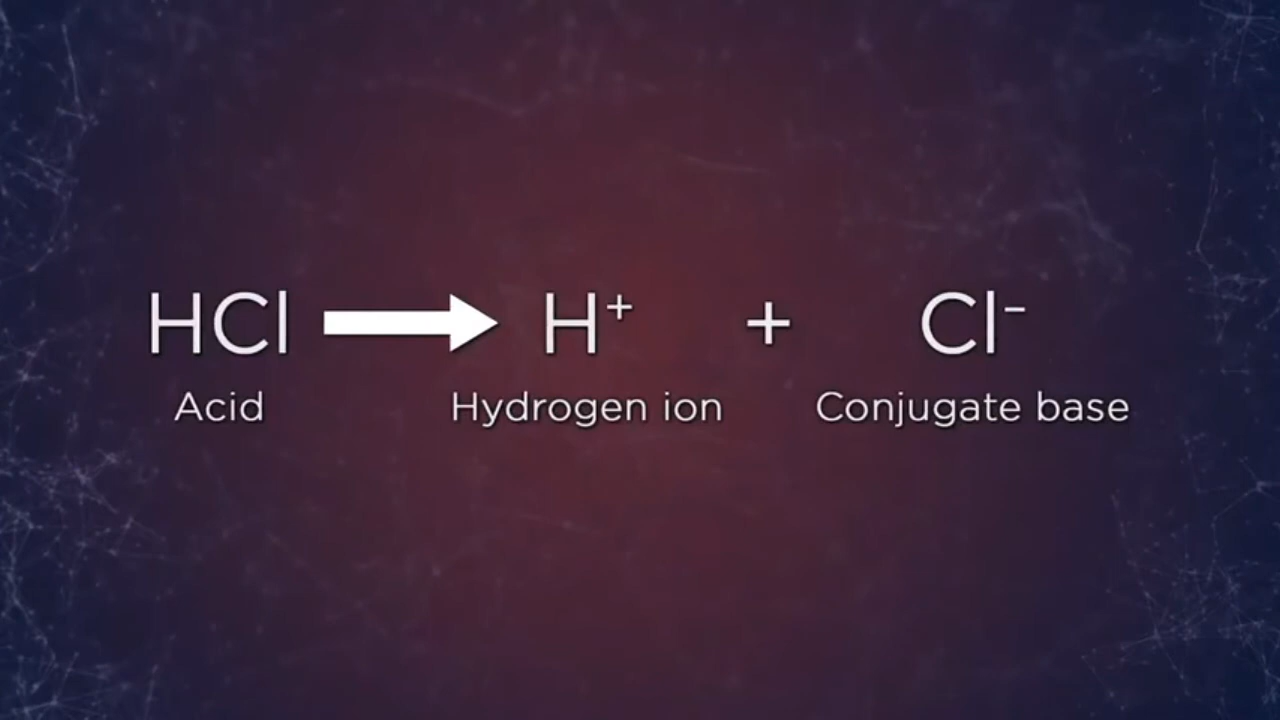 HCl → H⁺ + Cl⁻
Acid Hydrogen ion Conjugate base